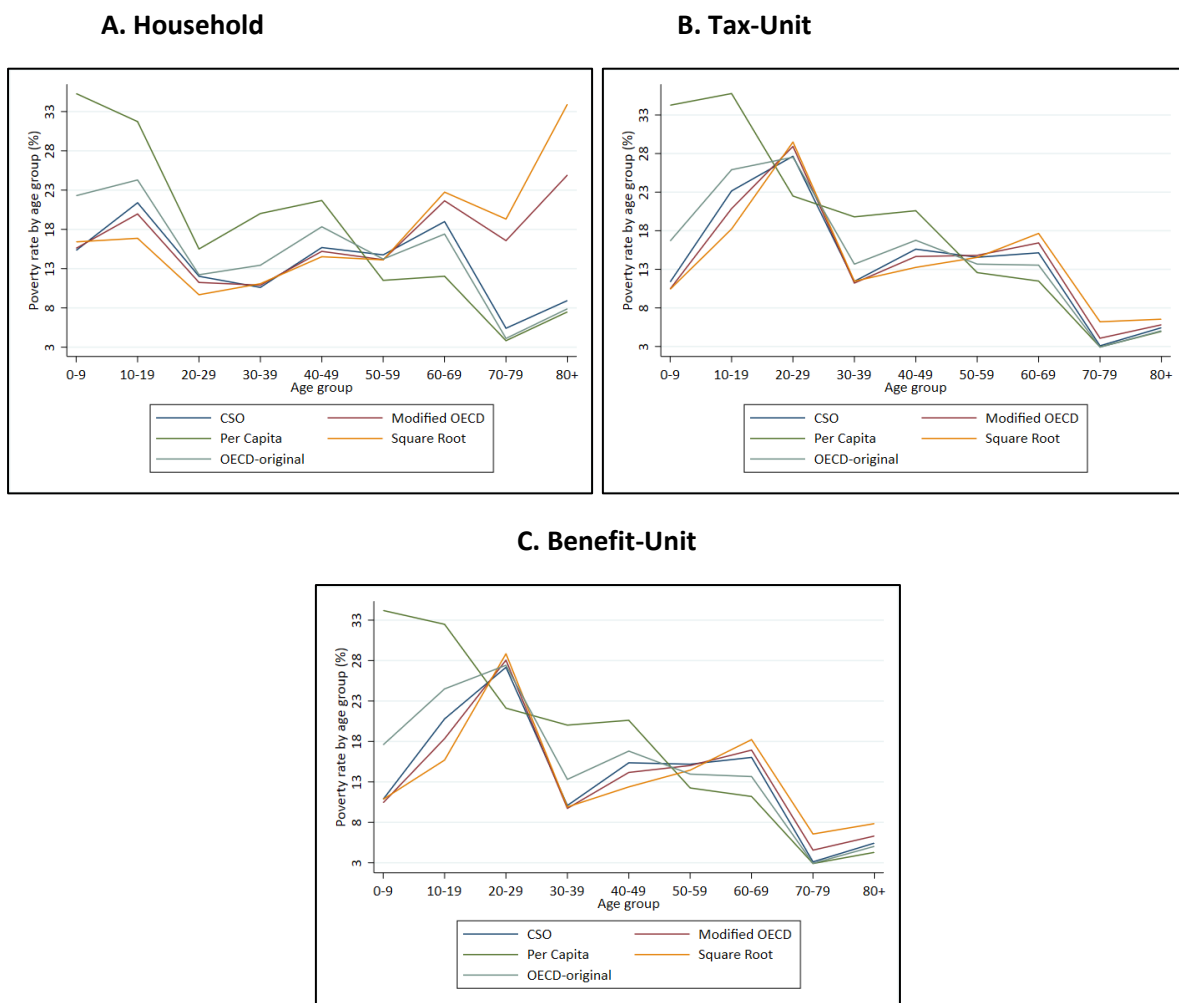 A. Household
Poverty rate by age group (%)
33
28
23
18
13
8
3
0-9 10-19 20-29 30-39 40-49 50-59 60-69 70-79 80+
Age group
CSO Modified OECD
Per Capita Square Root
OECD-original
B. Tax-Unit
Poverty rate by age group (%)
33
28
23
18
13
8
3
0-9 10-19 20-29 30-39 40-49 50-59 60-69 70-79 80+
Age group
CSO Modified OECD
Per Capita Square Root
OECD-original
C. Benefit-Unit
Poverty rate by age group (%)
33
28
23
18
13
8
3
0-9 10-19 20-29 30-39 40-49 50-59 60-69 70-79 80+
Age group
CSO Modified OECD
Per Capita Square Root
OECD-original